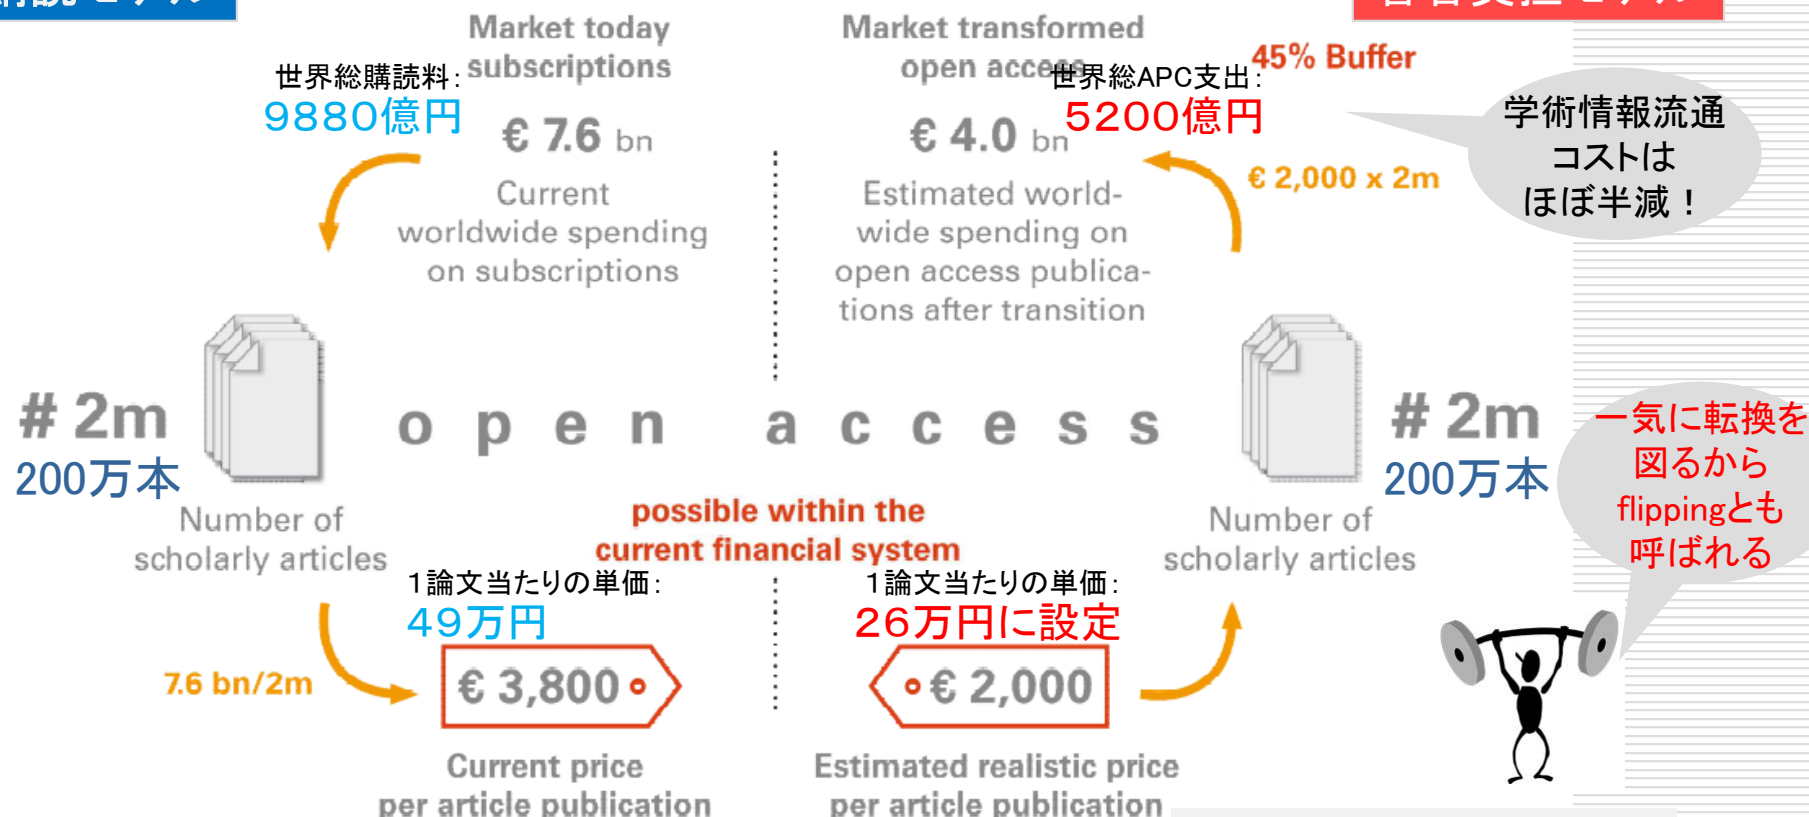 Market today
subscriptions
世界総購読料：
9880億円
€ 7.6 bn
Current
worldwide spending
on subscriptions
Market transformed
open access
世界総APC支出：
5200億円
€ 4.0 bn
Estimated world-
wide spending on
open access publica-
tions after transition
45% Buffer
€ 2,000 x 2m
学術情報流通
コストは
ほぼ半減！
# 2m
200万本
Number of
scholarly articles
open access
possible within the
current financial system
# 2m
200万本
Number of
scholarly articles
一気に転換を
図るから
flippingとも
呼ばれる
7.6 bn/2m
1論文当たりの単価：
49万円
€ 3,800
Current price
per article publication
1論文当たりの単価：
26万円に設定
€ 2,000
Estimated realistic price
per article publication